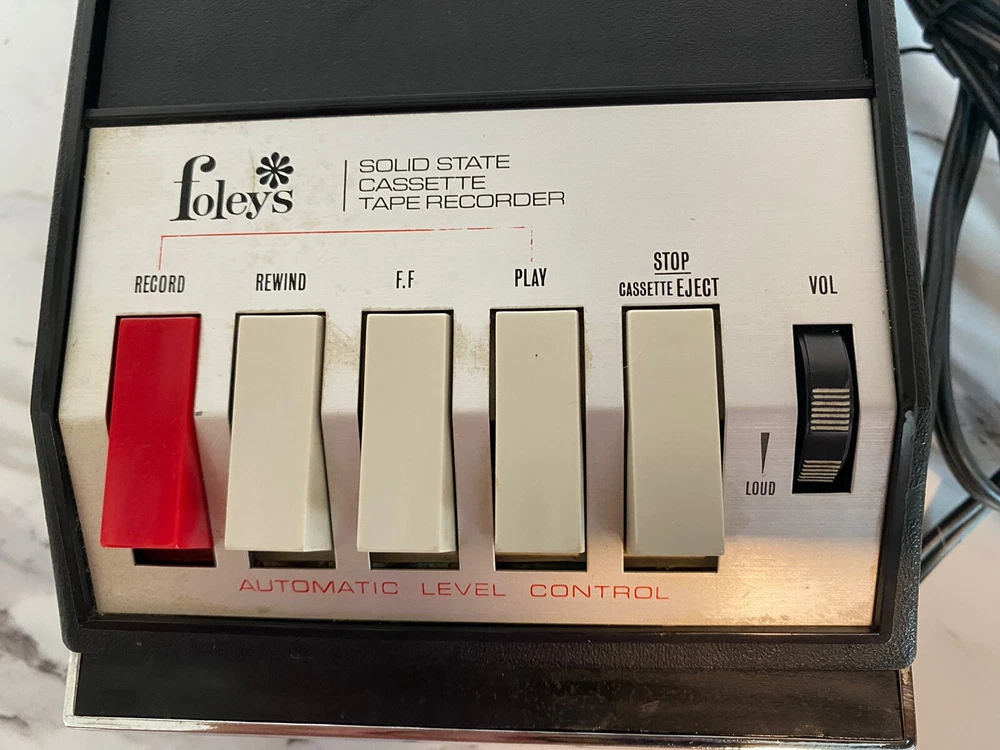 foley's
SOLID STATE
CASSETTE
TAPE RECORDER
RECORD
REWIND
F.F
PLAY
STOP
CASSETTE EJECT
VOL
LOUD
AUTOMATIC LEVEL CONTROL